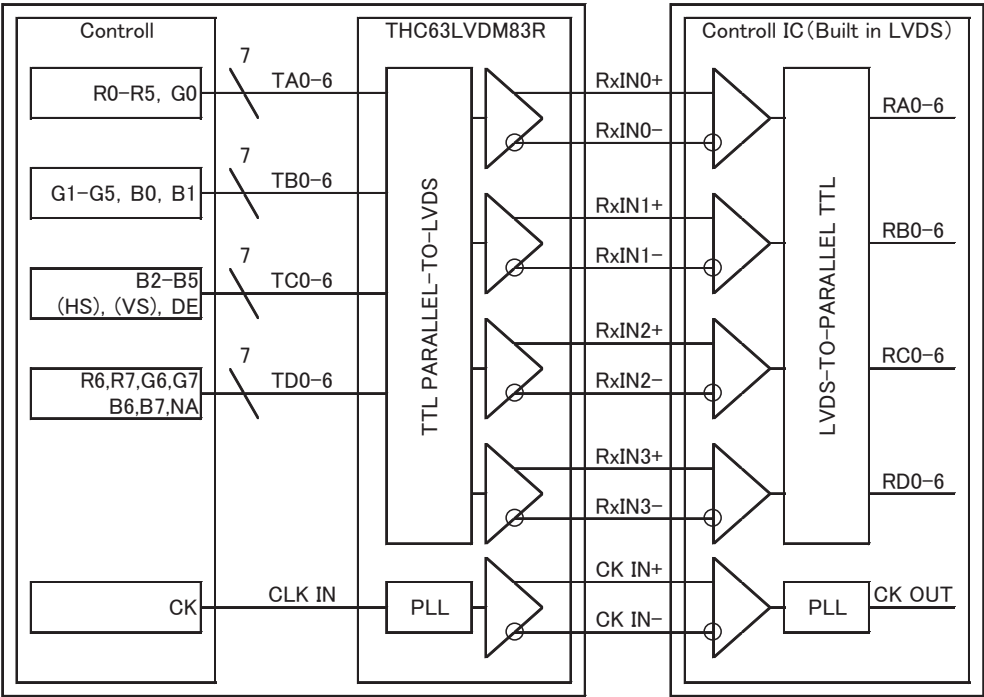 Controll
THC63LVDM83R
Controll IC(Built in LVDS)
R0-R5, G0
7
TA0-6
G1-G5, B0, B1
7
TB0-6
B2-B5
(HS), (VS), DE
7
TC0-6
R6,R7,G6,G7
B6,B7,NA
7
TD0-6
CK
CLK IN
TTL PARALLEL-TO-LVDS
PLL
RxIN0+
RxIN0-
RxIN1+
RxIN1-
RxIN2+
RxIN2-
RxIN3+
RxIN3-
CK IN+
CK IN-
LVDS-TO-PARALLEL TTL
PLL
RA0-6
RB0-6
RC0-6
RD0-6
CK OUT